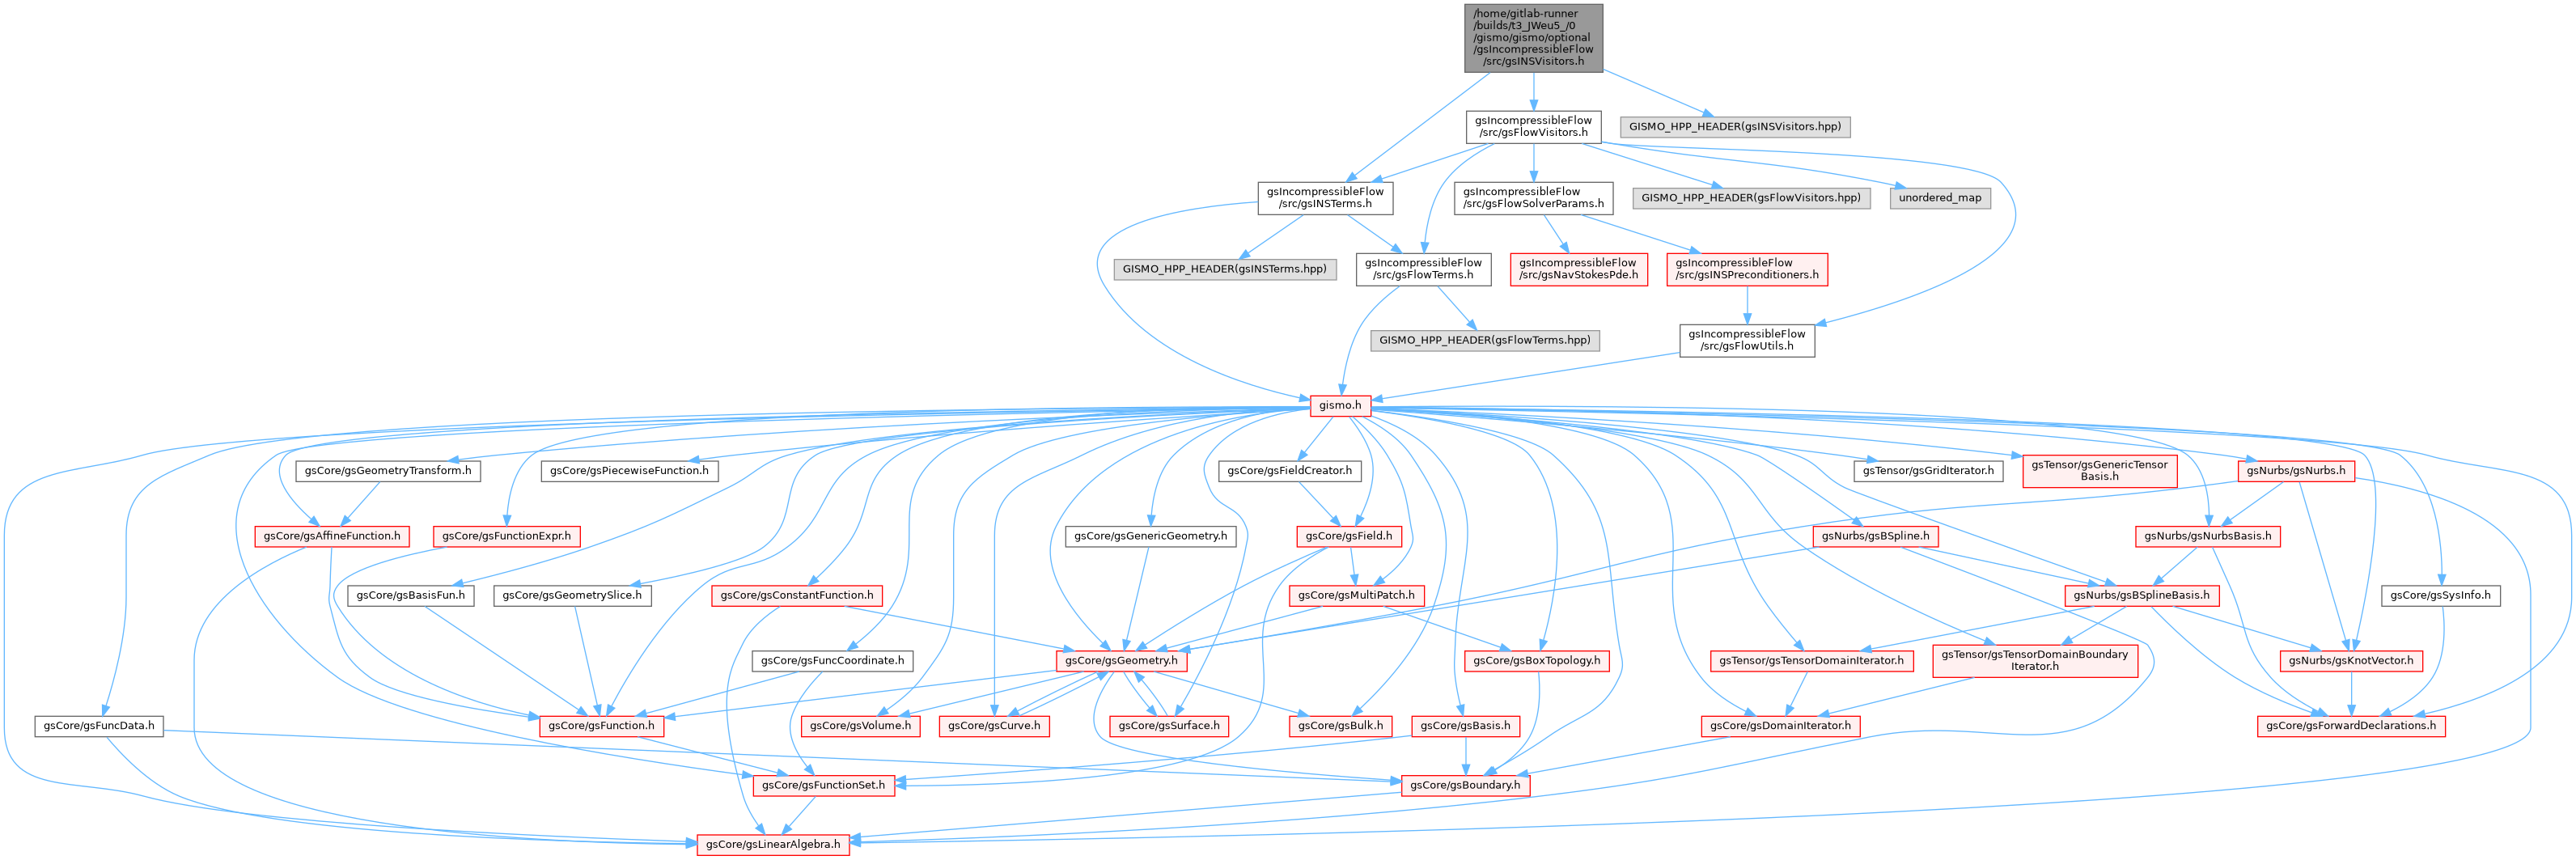 /home/gitlab-runner
/builds/t3_JWeu5_/0
/gismo/gismo/optional
/gsIncompressibleFlow
/src/gsINSVisitors.h
gsIncompressibleFlow
/src/gsFlowVisitors.h
GISMO_HPP_HEADER(gsINSVisitors.hpp)
gsIncompressibleFlow
/src/gsINSTerms.h
gsIncompressibleFlow
/src/gsFlowSolverParams.h
GISMO_HPP_HEADER(gsFlowVisitors.hpp)
unordered_map
GISMO_HPP_HEADER(gsINSTerms.hpp)
gsIncompressibleFlow
/src/gsFlowTerms.h
gsIncompressibleFlow
/src/gsNavStokesPde.h
gsIncompressibleFlow
/src/gsINSPreconditioners.h
GISMO_HPP_HEADER(gsFlowTerms.hpp)
gsIncompressibleFlow
/src/gsFlowUtils.h
gismo.h
gsCore/gsGeometryTransform.h
gsCore/gsPiecewiseFunction.h
gsCore/gsFieldCreator.h
gsTensor/gsGridIterator.h
gsTensor/gsGenericTensor
Basis.h
gsNurbs/gsNurbs.h
gsCore/gsAffineFunction.h
gsCore/gsFunctionExpr.h
gsCore/gsGenericGeometry.h
gsCore/gsField.h
gsNurbs/gsBSpline.h
gsNurbs/gsNurbsBasis.h
gsCore/gsBasisFun.h
gsCore/gsGeometrySlice.h
gsCore/gsConstantFunction.h
gsCore/gsMultiPatch.h
gsNurbs/gsBSplineBasis.h
gsCore/gsSysInfo.h
gsCore/gsFuncCoordinate.h
gsCore/gsGeometry.h
gsCore/gsBoxTopology.h
gsTensor/gsTensorDomainIterator.h
gsTensor/gsTensorDomainBoundary
Iterator.h
gsNurbs/gsKnotVector.h
gsCore/gsFuncData.h
gsCore/gsFunction.h
gsCore/gsVolume.h
gsCore/gsCurve.h
gsCore/gsSurface.h
gsCore/gsBulk.h
gsCore/gsBasis.h
gsCore/gsDomainIterator.h
gsCore/gsForwardDeclarations.h
gsCore/gsFunctionSet.h
gsCore/gsBoundary.h
gsCore/gsLinearAlgebra.h